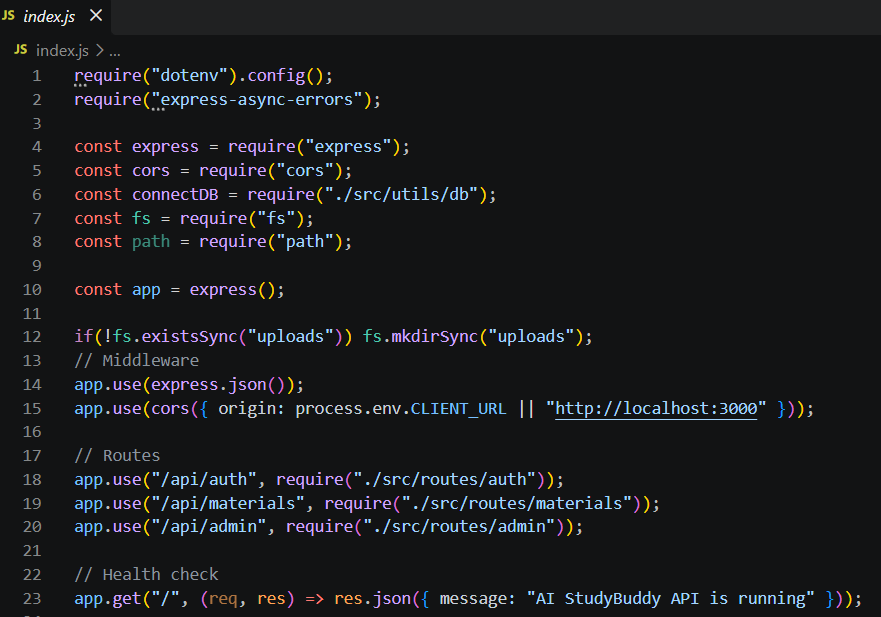 JS index.js ×
JS index.js > ...
1 require("dotenv").config();
2 require("express-async-errors");
3
4 const express = require("express");
5 const cors = require("cors");
6 const connectDB = require("./src/utils/db");
7 const fs = require("fs");
8 const path = require("path");
9
10 const app = express();
11
12 if(!fs.existsSync("uploads")) fs.mkdirSync("uploads");
13 // Middleware
14 app.use(express.json());
15 app.use(cors({ origin: process.env.CLIENT_URL || "http://localhost:3000" }));
16
17 // Routes
18 app.use("/api/auth", require("./src/routes/auth"));
19 app.use("/api/materials", require("./src/routes/materials"));
20 app.use("/api/admin", require("./src/routes/admin"));
21
22 // Health check
23 app.get("/", (req, res) => res.json({ message: "AI StudyBuddy API is running" }));